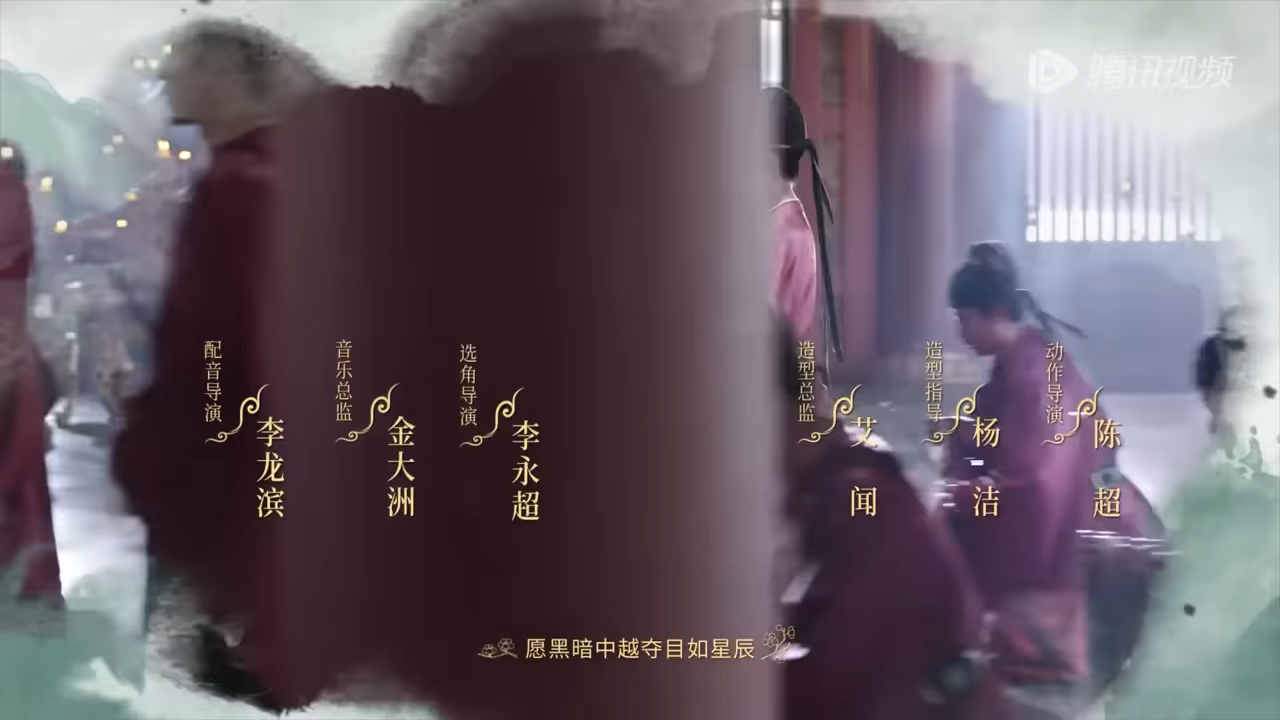 腾讯视频
配音导演
李龙滨
音乐总监
金大洲
选角导演
李永超
造型总监
艾闻
造型指导
杨洁
动作导演
陈超
愿黑暗中越夺目如星辰